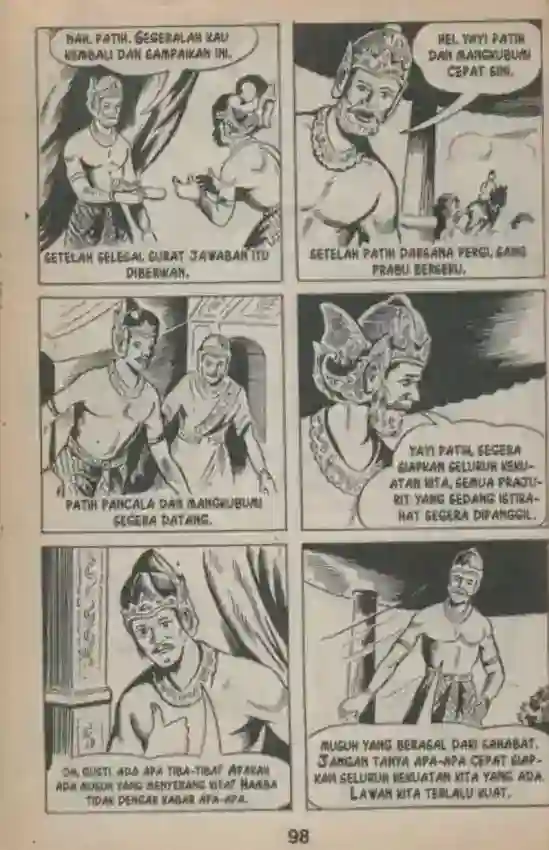 NAH, PATIH, SEGERALAH KAU
KEMBALI DAN SAMPAIKAN INI.
SETELAH SELESAI, SURAT JAWABAN ITU
DIBERIKAN.
HEI, YAYI PATIH
DAN MANGKUBUMI
CEPAT SINI.
SETELAH PATIH DARSANA PERGI, SANG
PRABU BERSERU.
PATIH PANCALA DAN MANGKUBUMI
SEGERA DATANG.
YAYI PATIH, SEGERA
SIAPKAN SELURUH KEKU-
ATAN KITA, SEMUA PRAJU-
RIT YANG SEDANG ISTIRA-
HAT SEGERA DIPANGGIL.
OH, GUSTI ADA APA TIBA-TIBA? APAKAH
ADA MUSUH YANG MENYERANG KITA? HAMBA
TIDAK DENGAR KABAR APA-APA.
MUSUH YANG BERASAL DARI SAHABAT.
JANGAN TANYA APA-APA CEPAT SIAP-
KAN SELURUH KEKUATAN KITA YANG ADA.
LAWAN KITA TERLALU KUAT.
98